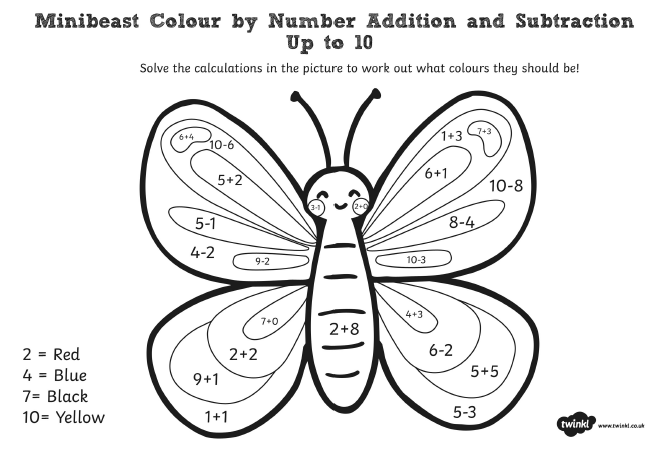 Minibeast Colour by Number Addition and Subtraction
Up to 10
Solve the calculations in the picture to work out what colours they should be!
6+4
10-6
1+3
7+3
5+2
6+1
10-8
3-1
2+0
5-1
8-4
4-2
9-2
10-3
7+0
4+3
2+8
2+2
6-2
9+1
5+5
1+1
5-3
2 = Red
4 = Blue
7= Black
10= Yellow
twinkl
www.twinkl.co.uk